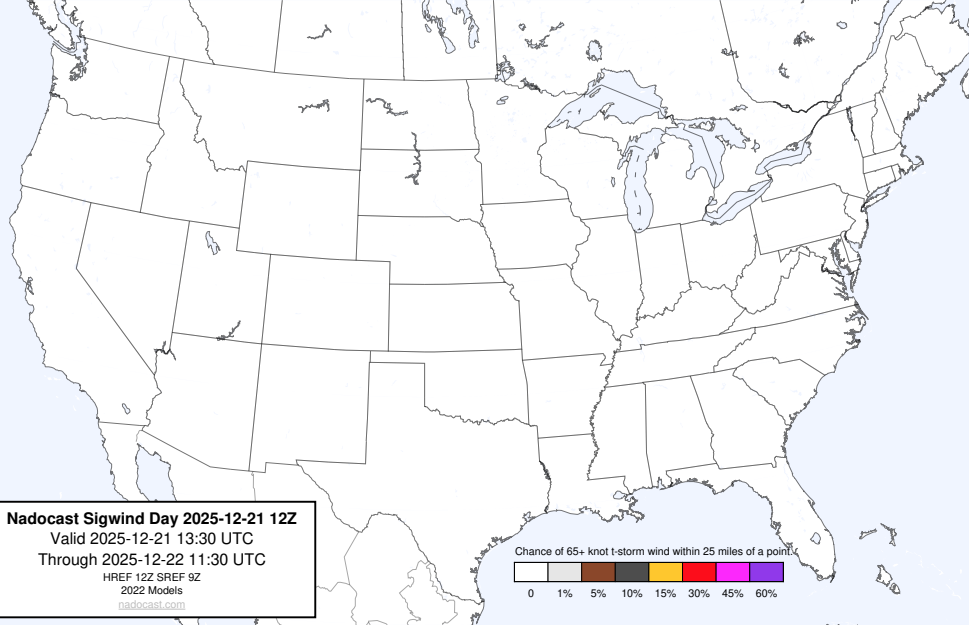 Nadocast Sigwind Day 2025-12-21 12Z
Valid 2025-12-21 13:30 UTC
Through 2025-12-22 11:30 UTC
HREF 12Z SREF 9Z
2022 Models
nadocast.com
Chance of 65+ knot t-storm wind within 25 miles of a point.
0 1% 5% 10% 15% 30% 45% 60%